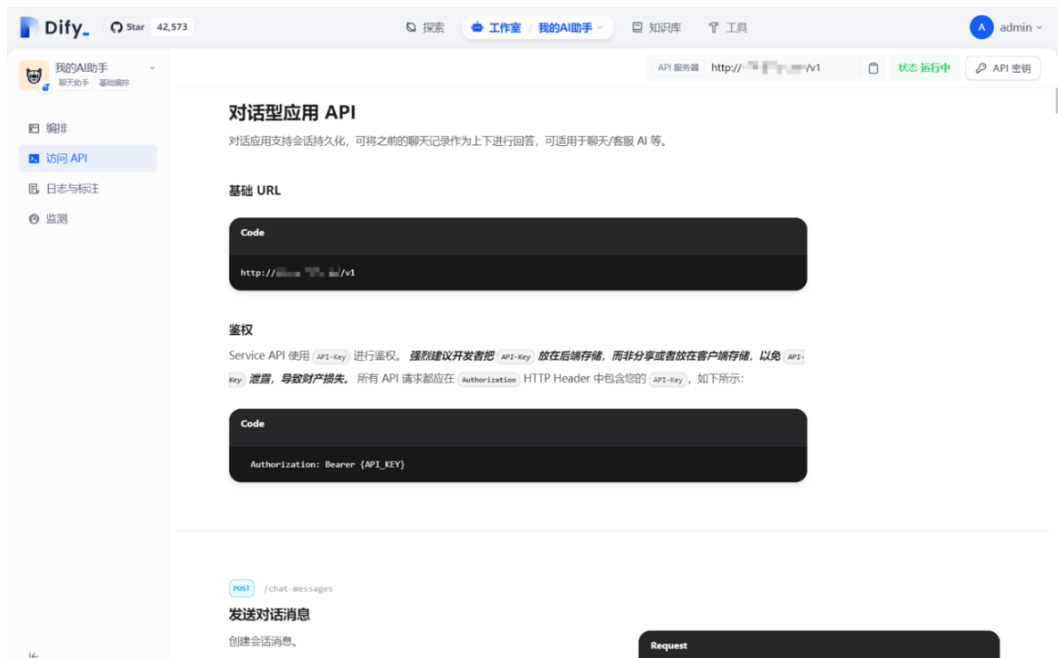 Dify_
Star 42,573
探索
工作室 / 我的AI助手
知识库
工具
A admin
我的AI助手
聊天助手 基础编排
API 服务器 http:// /v1
状态 运行中
API 密钥
编排
访问 API
日志与标注
监测
对话型应用 API
对话应用支持会话持久化，可将之前的聊天记录作为上下进行回答，可适用于聊天/客服 AI 等。
基础 URL
Code
http:// /v1
鉴权
Service API 使用 API-Key 进行鉴权。 强烈建议开发者把 API-Key 放在后端存储，而非分享或者放在客户端存储，以免 API-
Key 泄露，导致财产损失。 所有 API 请求都应在 Authorization HTTP Header 中包含您的 API-Key，如下所示：
Code
Authorization: Bearer {API_KEY}
POST /chat-messages
发送对话消息
创建会话消息。
Request